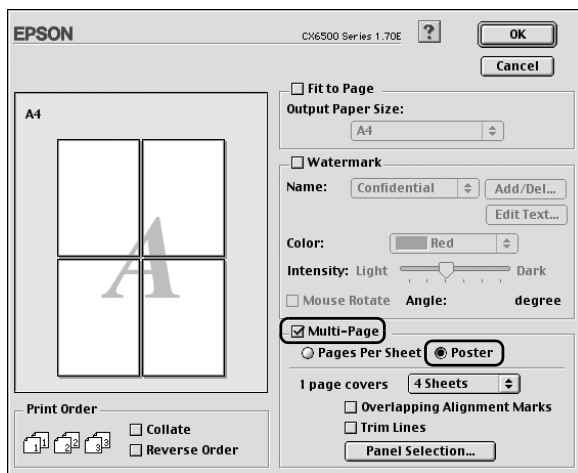 EPSON
CX6500 Series 1.70E
?
OK
Cancel
A4
A
Fit to Page
Output Paper Size:
A4
Watermark
Name: Confidential Add/Del...
Edit Text...
Color: Red
Intensity: Light Dark
Mouse Rotate Angle: degree
Multi-Page
Pages Per Sheet Poster
1 page covers 4 Sheets
Overlapping Alignment Marks
Trim Lines
Panel Selection...
Print Order
1 1 2 2 3 3
Collate
Reverse Order